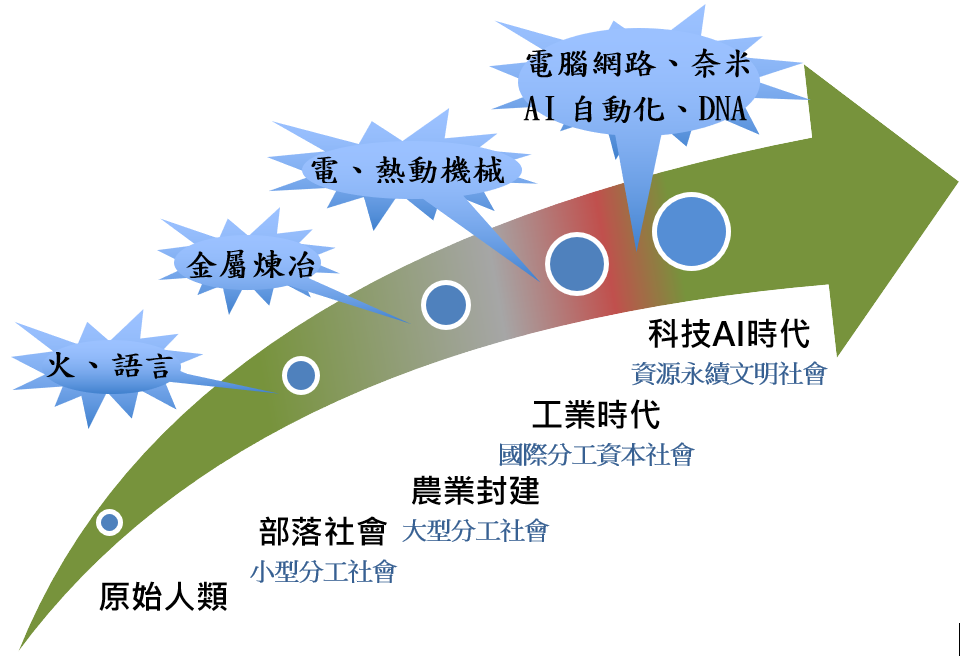 電腦網路、奈米
AI 自動化、DNA
電、熱動機械
金屬煉冶
火、語言
科技AI時代
資源永續文明社會
工業時代
國際分工資本社會
農業封建
大型分工社會
部落社會
小型分工社會
原始人類